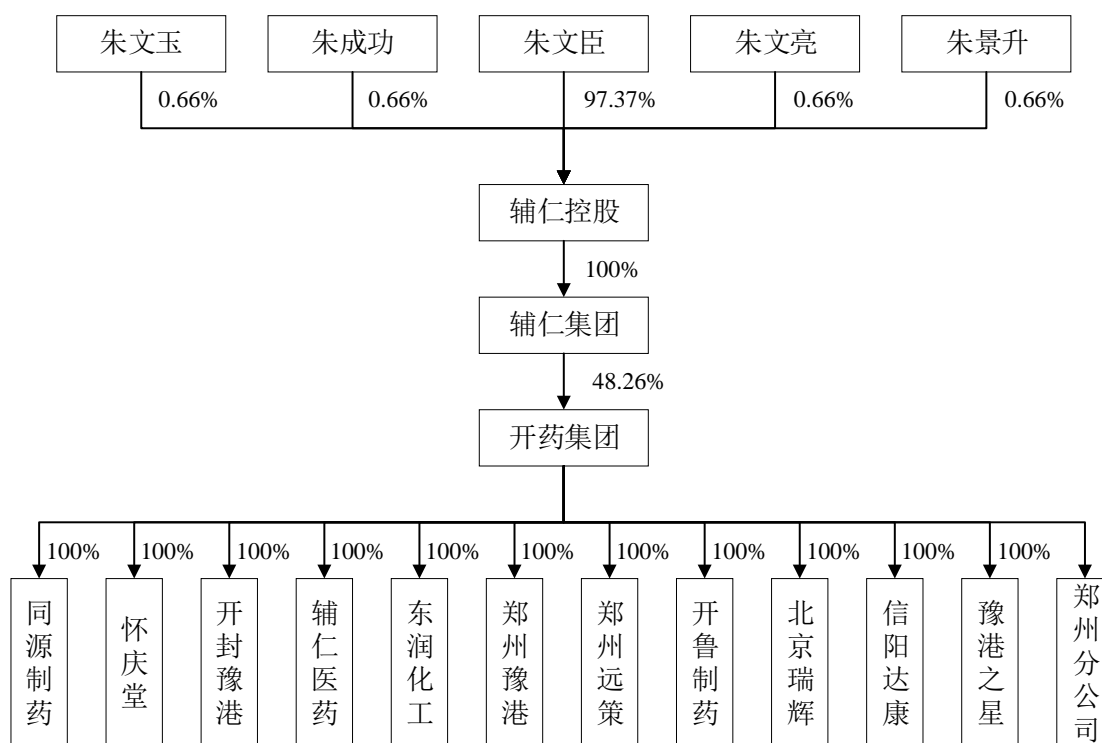 朱文玉
朱成功
朱文臣
朱文亮
朱景升
0.66%
0.66%
97.37%
0.66%
0.66%
辅仁控股
100%
辅仁集团
48.26%
开药集团
100%
100%
100%
100%
100%
100%
100%
100%
100%
100%
100%
同源制药
怀庆堂
开封豫港
辅仁医药
东润化工
郑州豫港
郑州远策
开鲁制药
北京瑞辉
信阳达康
豫港之星
郑州分公司